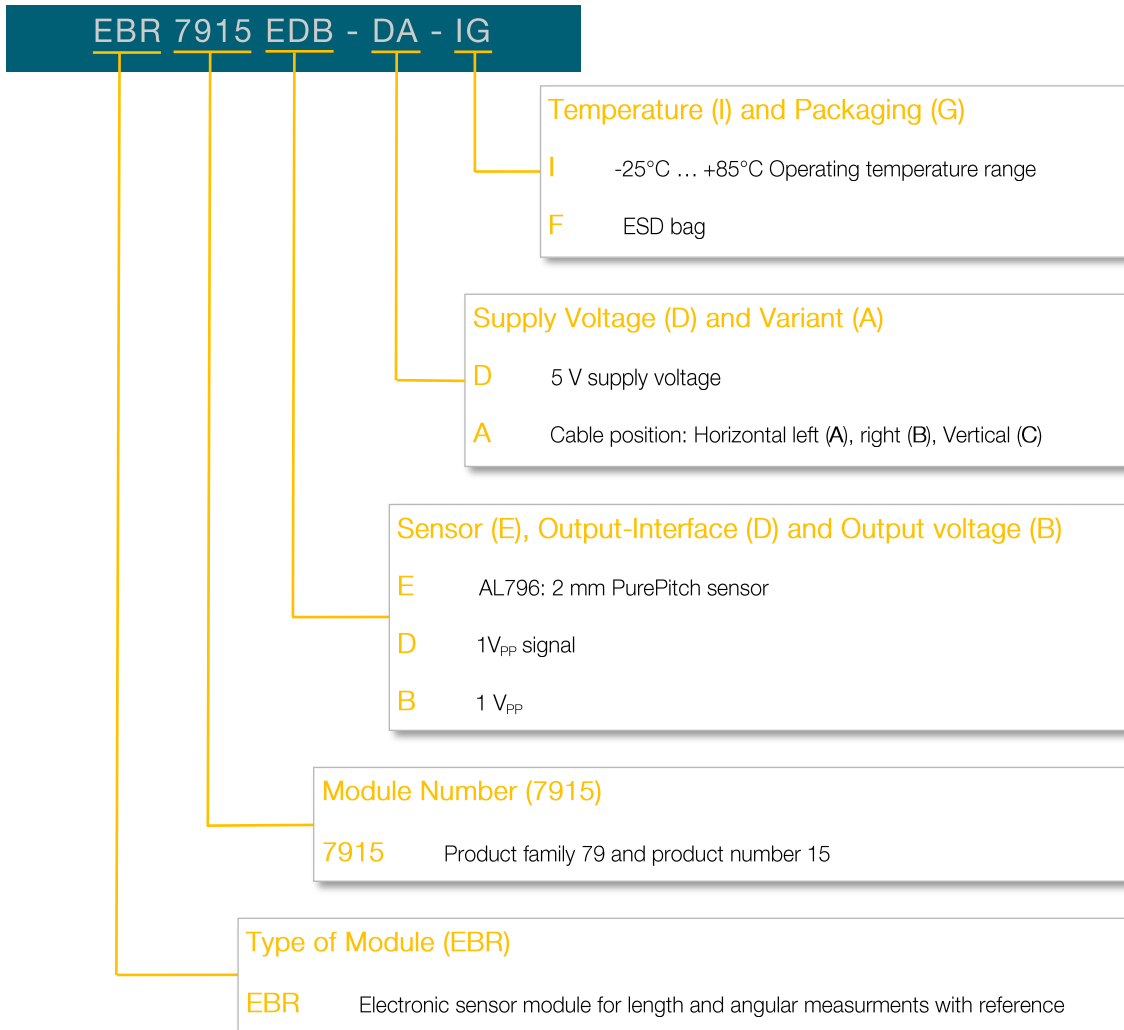 EBR 7915 EDB - DA - IG
Temperature (I) and Packaging (G)
I -25°C … +85°C Operating temperature range
F ESD bag
Supply Voltage (D) and Variant (A)
D 5 V supply voltage
A Cable position: Horizontal left (A), right (B), Vertical (C)
Sensor (E), Output-Interface (D) and Output voltage (B)
E AL796: 2 mm PurePitch sensor
D 1VPP signal
B 1 VPP
Module Number (7915)
7915 Product family 79 and product number 15
Type of Module (EBR)
EBR Electronic sensor module for length and angular measurments with reference